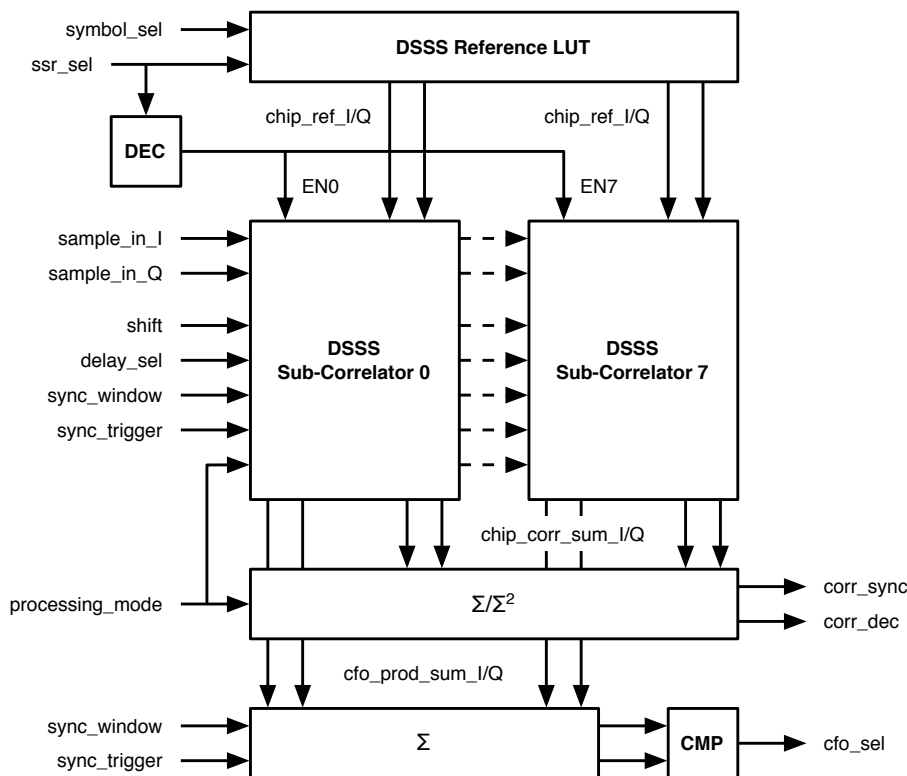 symbol_sel
DSSS Reference LUT
ssr_sel
chip_ref_I/Q
chip_ref_I/Q
DEC
EN0
EN7
sample_in_I
sample_in_Q
shift
delay_sel
sync_window
sync_trigger
DSSS
Sub-Correlator 0
DSSS
Sub-Correlator 7
chip_corr_sum_I/Q
processing_mode
Σ/Σ²
corr_sync
corr_dec
cfo_prod_sum_I/Q
sync_window
sync_trigger
Σ
CMP
cfo_sel